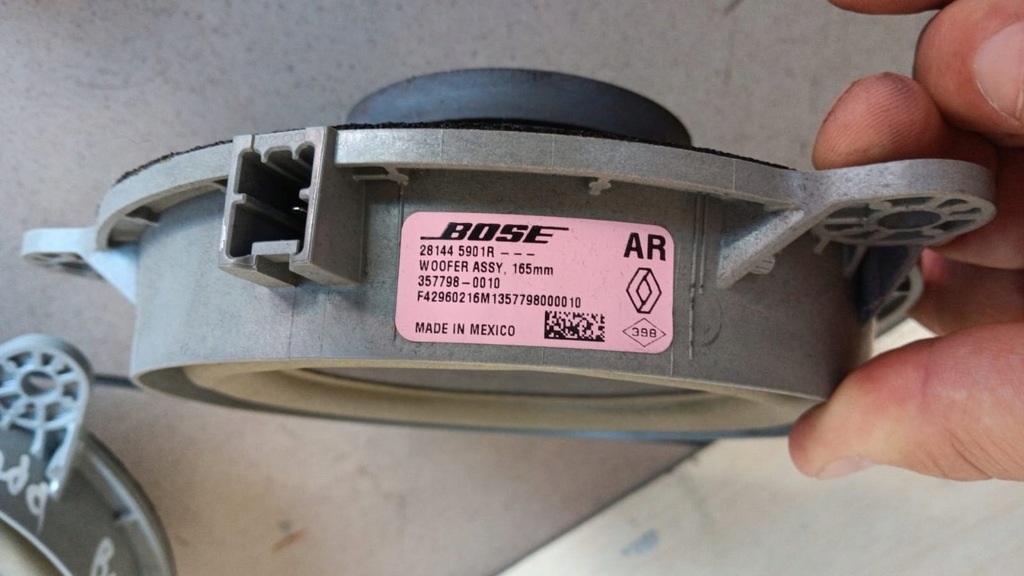 BOSE
AR
28144 5901R ---
WOOFER ASSY, 165mm
357798-0010
F42960216M1357798000010
MADE IN MEXICO
398